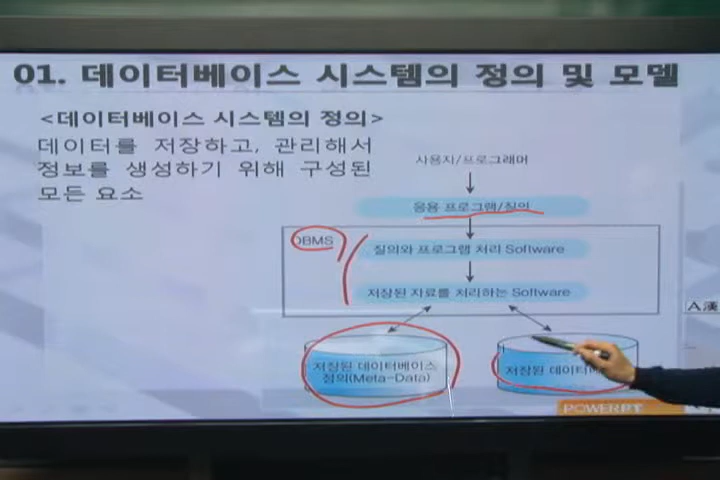 01. 데이터베이스 시스템의 정의 및 모델
<데이터베이스 시스템의 정의>
데이터를 저장하고, 관리해서
정보를 생성하기 위해 구성된
모든 요소
사용자/프로그래머
응용 프로그램/질의
DBMS
질의와 프로그램 처리 Software
저장된 자료를 처리하는 Software
저장된 데이터베이스
정의(Meta-Data)
저장된
A漢
POWERPT